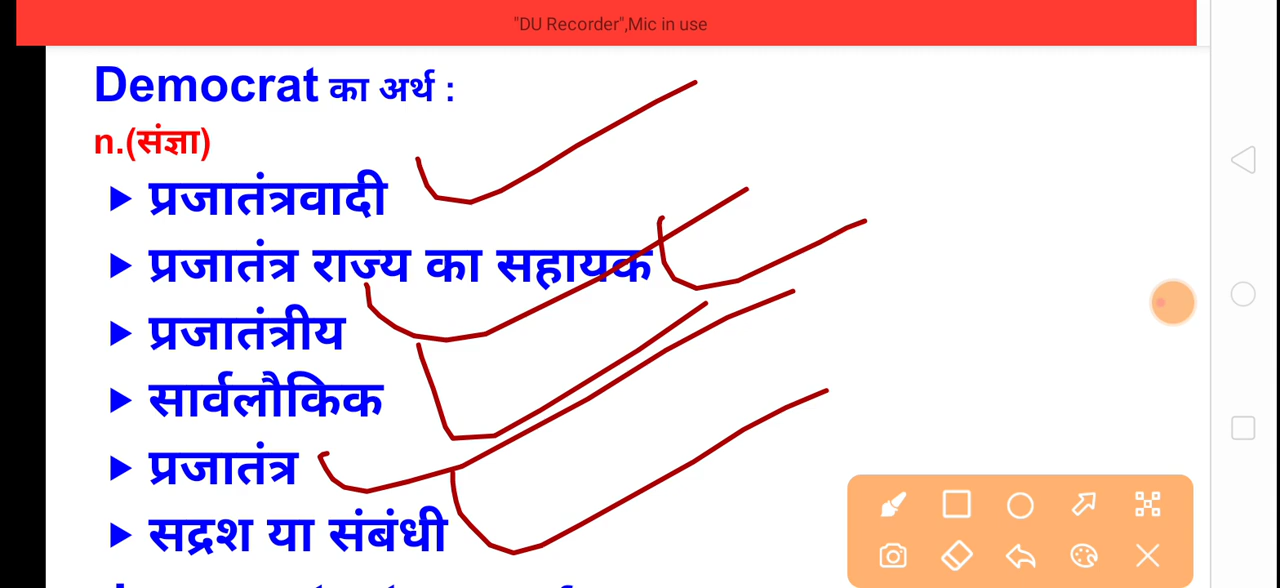 "DU Recorder",Mic in use
Democrat का अर्थ :
n.(संज्ञा)
▶ प्रजातंत्रवादी
▶ प्रजातंत्र राज्य का सहायक
▶ प्रजातंत्रीय
▶ सार्वलौकिक
▶ प्रजातंत्र
▶ सद्रश या संबंधी